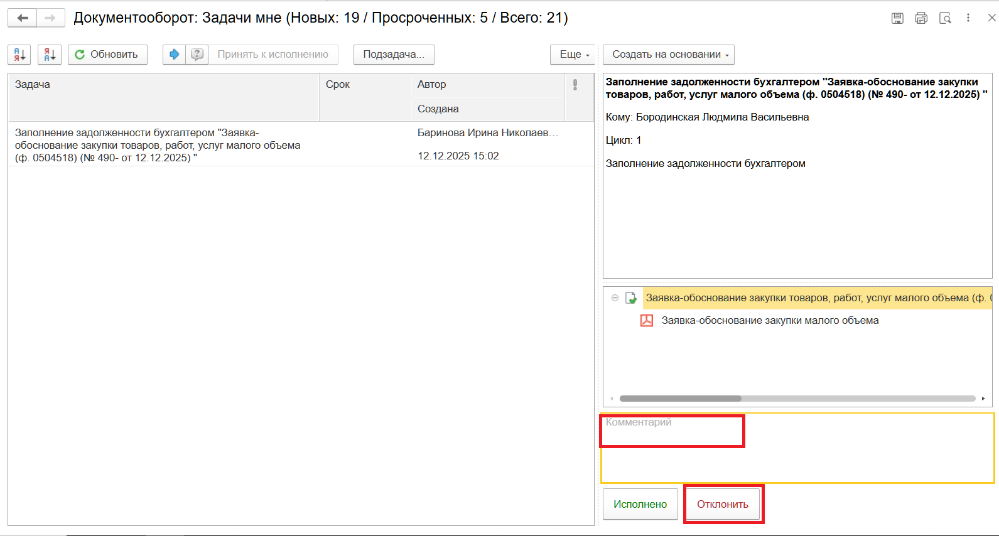 Документооборот: Задачи мне (Новых: 19 / Просроченных: 5 / Всего: 21)
Обновить
Принять к исполнению
Подзадача...
Еще
Создать на основании
Задача
Срок
Автор
Создана
Заполнение задолженности бухгалтером "Заявка-
обоснование закупки товаров, работ, услуг малого объема
(ф. 0504518) (№ 490- от 12.12.2025) "
Баринова Ирина Николаев...
12.12.2025 15:02
Заполнение задолженности бухгалтером "Заявка-обоснование закупки
товаров, работ, услуг малого объема (ф. 0504518) (№ 490- от 12.12.2025) "
Кому: Бородинская Людмила Васильевна
Цикл: 1
Заполнение задолженности бухгалтером
Заявка-обоснование закупки товаров, работ, услуг малого объема (ф. 0
Заявка-обоснование закупки малого объема
Комментарий
Исполнено
Отклонить